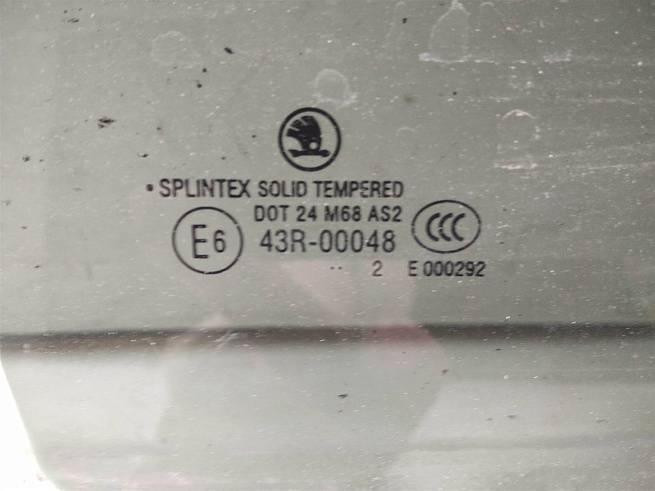 • SPLINTEX SOLID TEMPERED
DOT 24 M68 AS2
E6 43R-00048 CCC
.. 2 E 000292